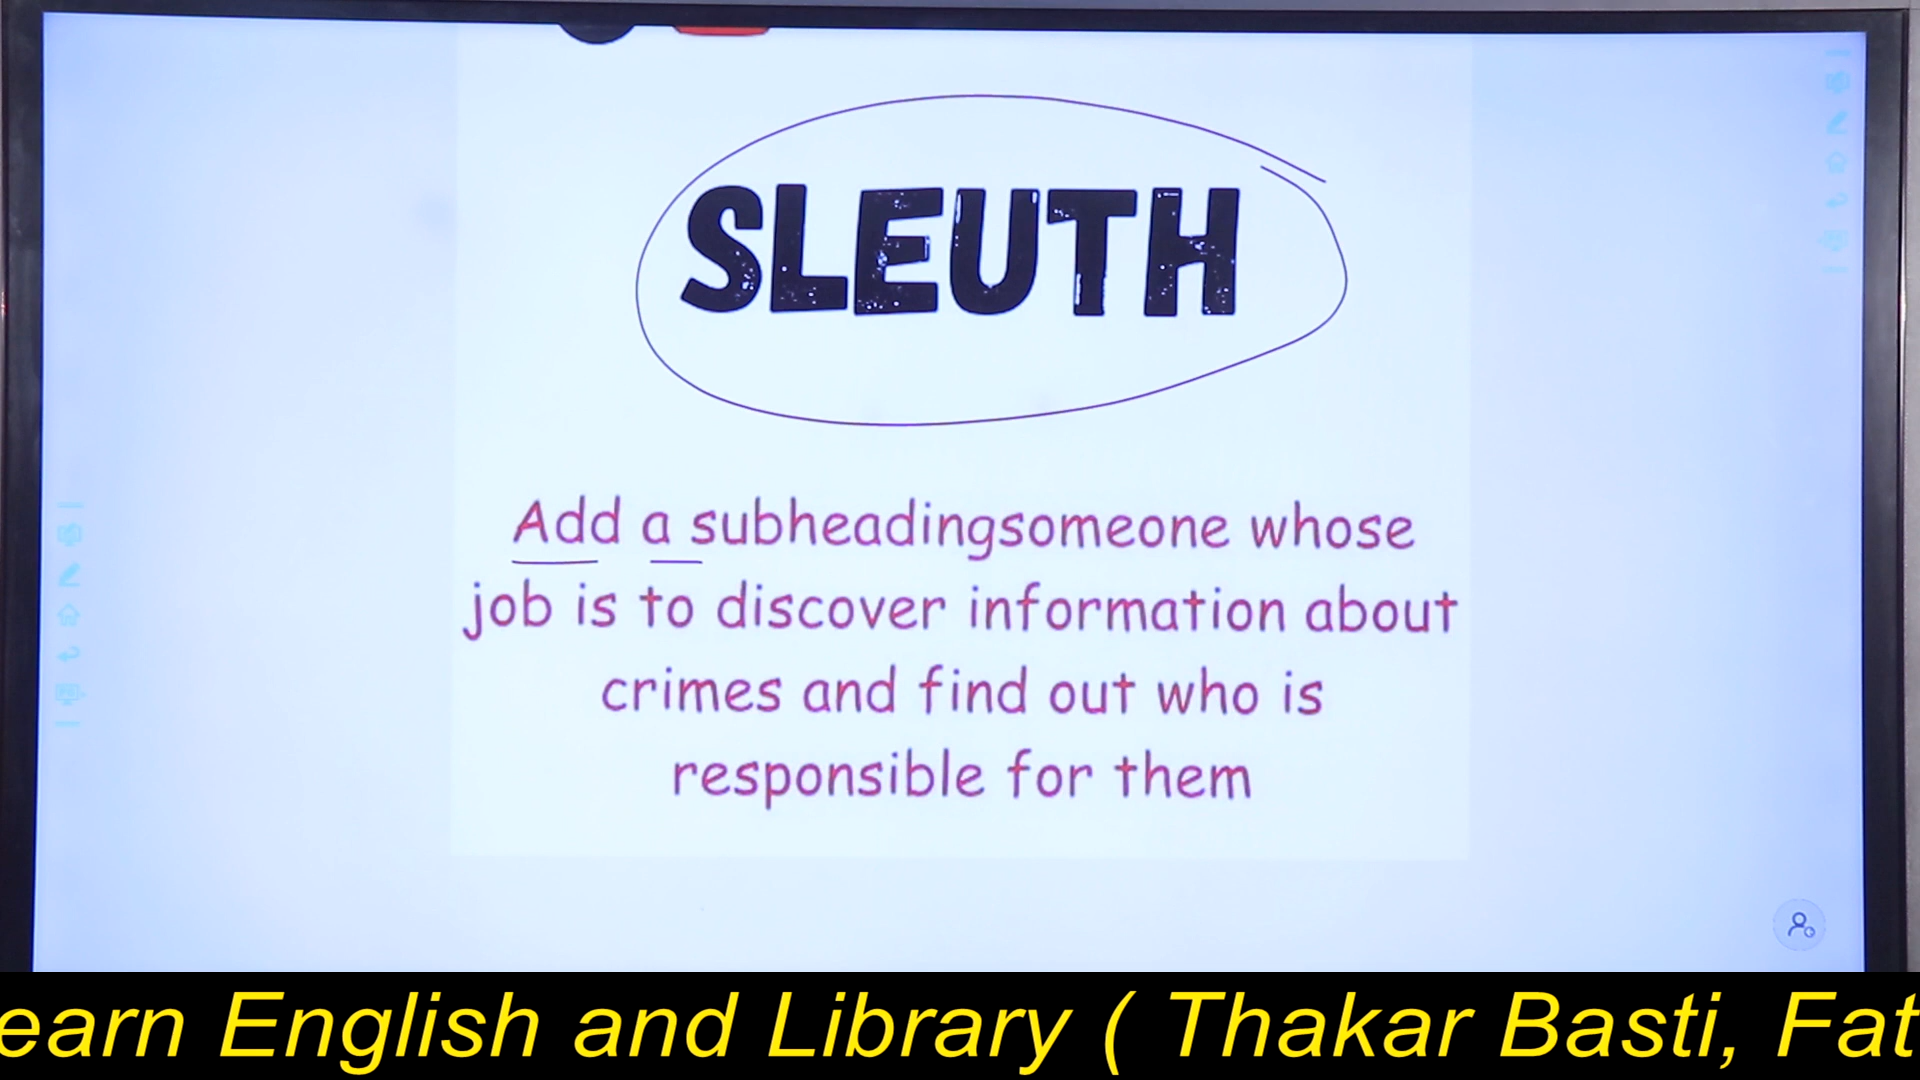 SLEUTH
Add a subheadingsomeone whose
job is to discover information about
crimes and find out who is
responsible for them
earn English and Library ( Thakar Basti, Fat